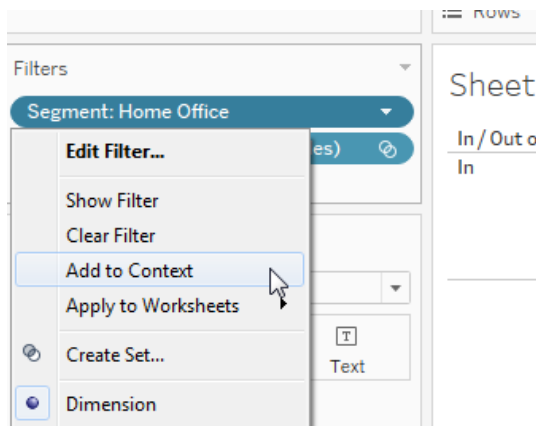 Rows
Filters
Sheet
Segment: Home Office
es)
In / Out o
In
Edit Filter...
Show Filter
Clear Filter
Add to Context
Apply to Worksheets
Create Set...
T
Text
Dimension